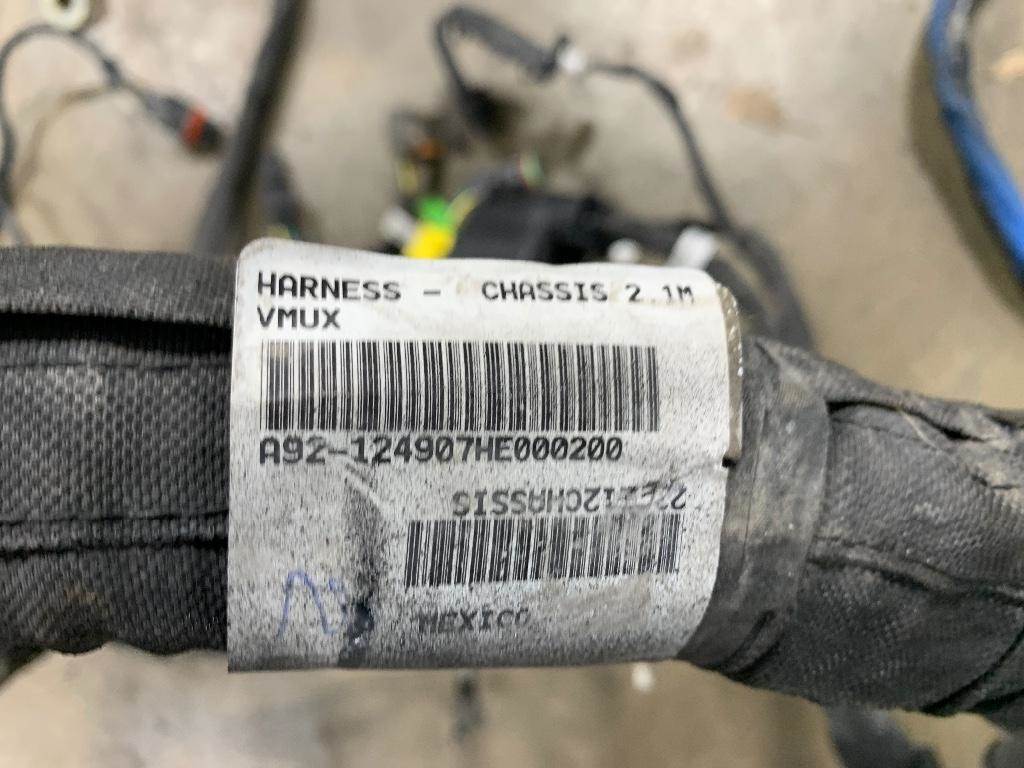 HARNESS - CHASSIS 2.1M
VMUX
A92-124907HE000200
MEXICO